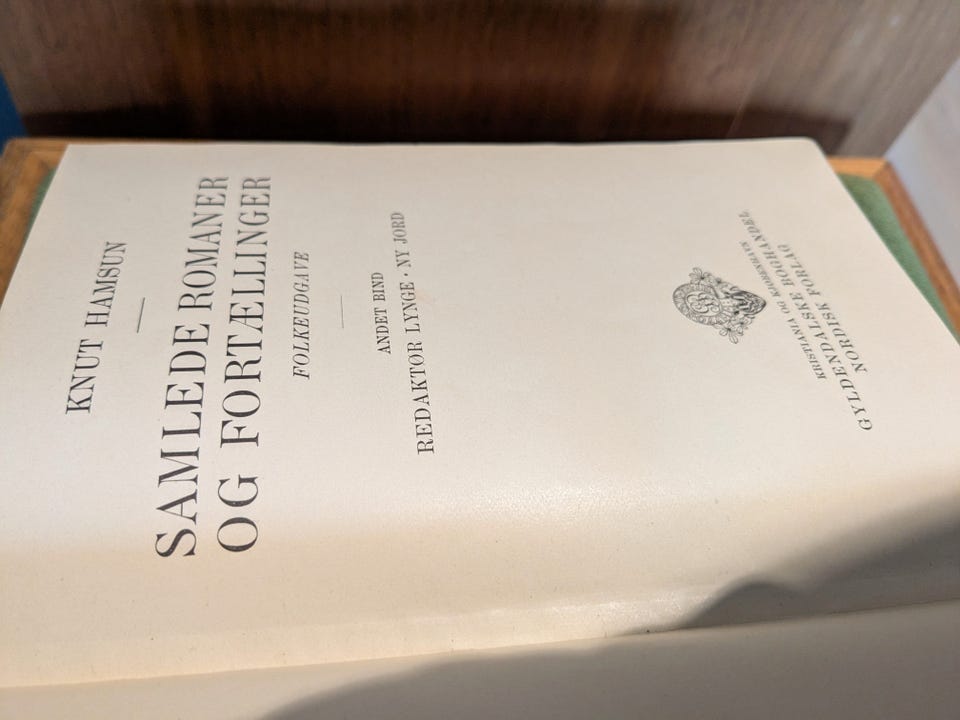 KNUT HAMSUN
SAMLEDE ROMANER
OG FORTÆLLINGER
FOLKEUDGAVE
ANDET BIND
REDAKTØR LYNGE · NY JORD
KRISTIANIA OG KJØBENHAVN
GYLDENDALSKE BOGHANDEL
NORDISK FORLAG